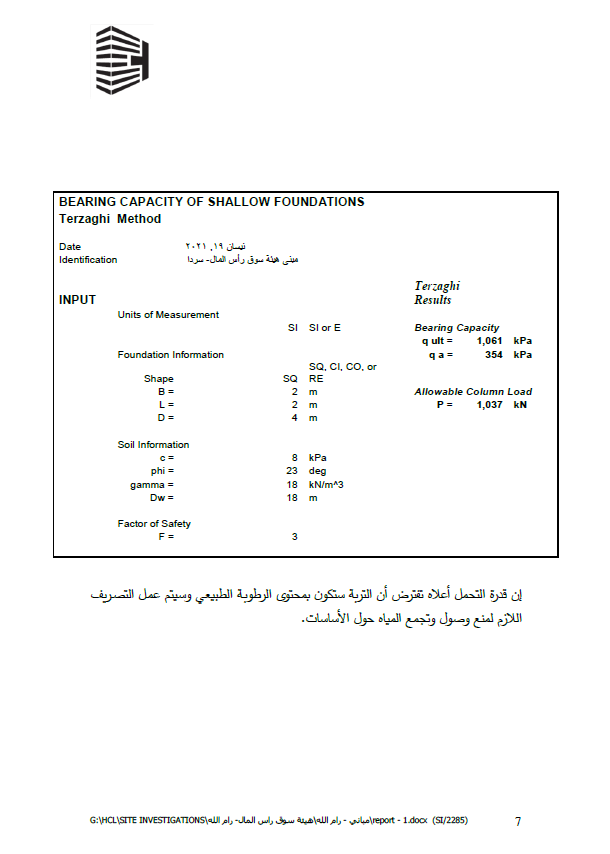 BEARING CAPACITY OF SHALLOW FOUNDATIONS
Terzaghi Method
Date نيسان ١٩, ٢٠٢١
Identification مبنى هيئة سوق رأس المال- سردا
Terzaghi
INPUT Results
Units of Measurement
SI SI or E Bearing Capacity
q ult = 1,061 kPa
Foundation Information q a = 354 kPa
SQ, CI, CO, or
Shape SQ RE
B = 2 m Allowable Column Load
L = 2 m P = 1,037 kN
D = 4 m
Soil Information
c = 8 kPa
phi = 23 deg
gamma = 18 kN/m^3
Dw = 18 m
Factor of Safety
F = 3
إن قدرة التحمل أعلاه تفترض أن التربة ستكون بمحتوى الرطوبة الطبيعي وسيتم عمل التصريف
اللازم لمنع وصول وتجمع المياه حول الأساسات.
G:\HCL\SITE INVESTIGATIONS\مباني - رام الله\هيئة سوق راس المال- رام الله\report - 1.docx (SI/2285) 7